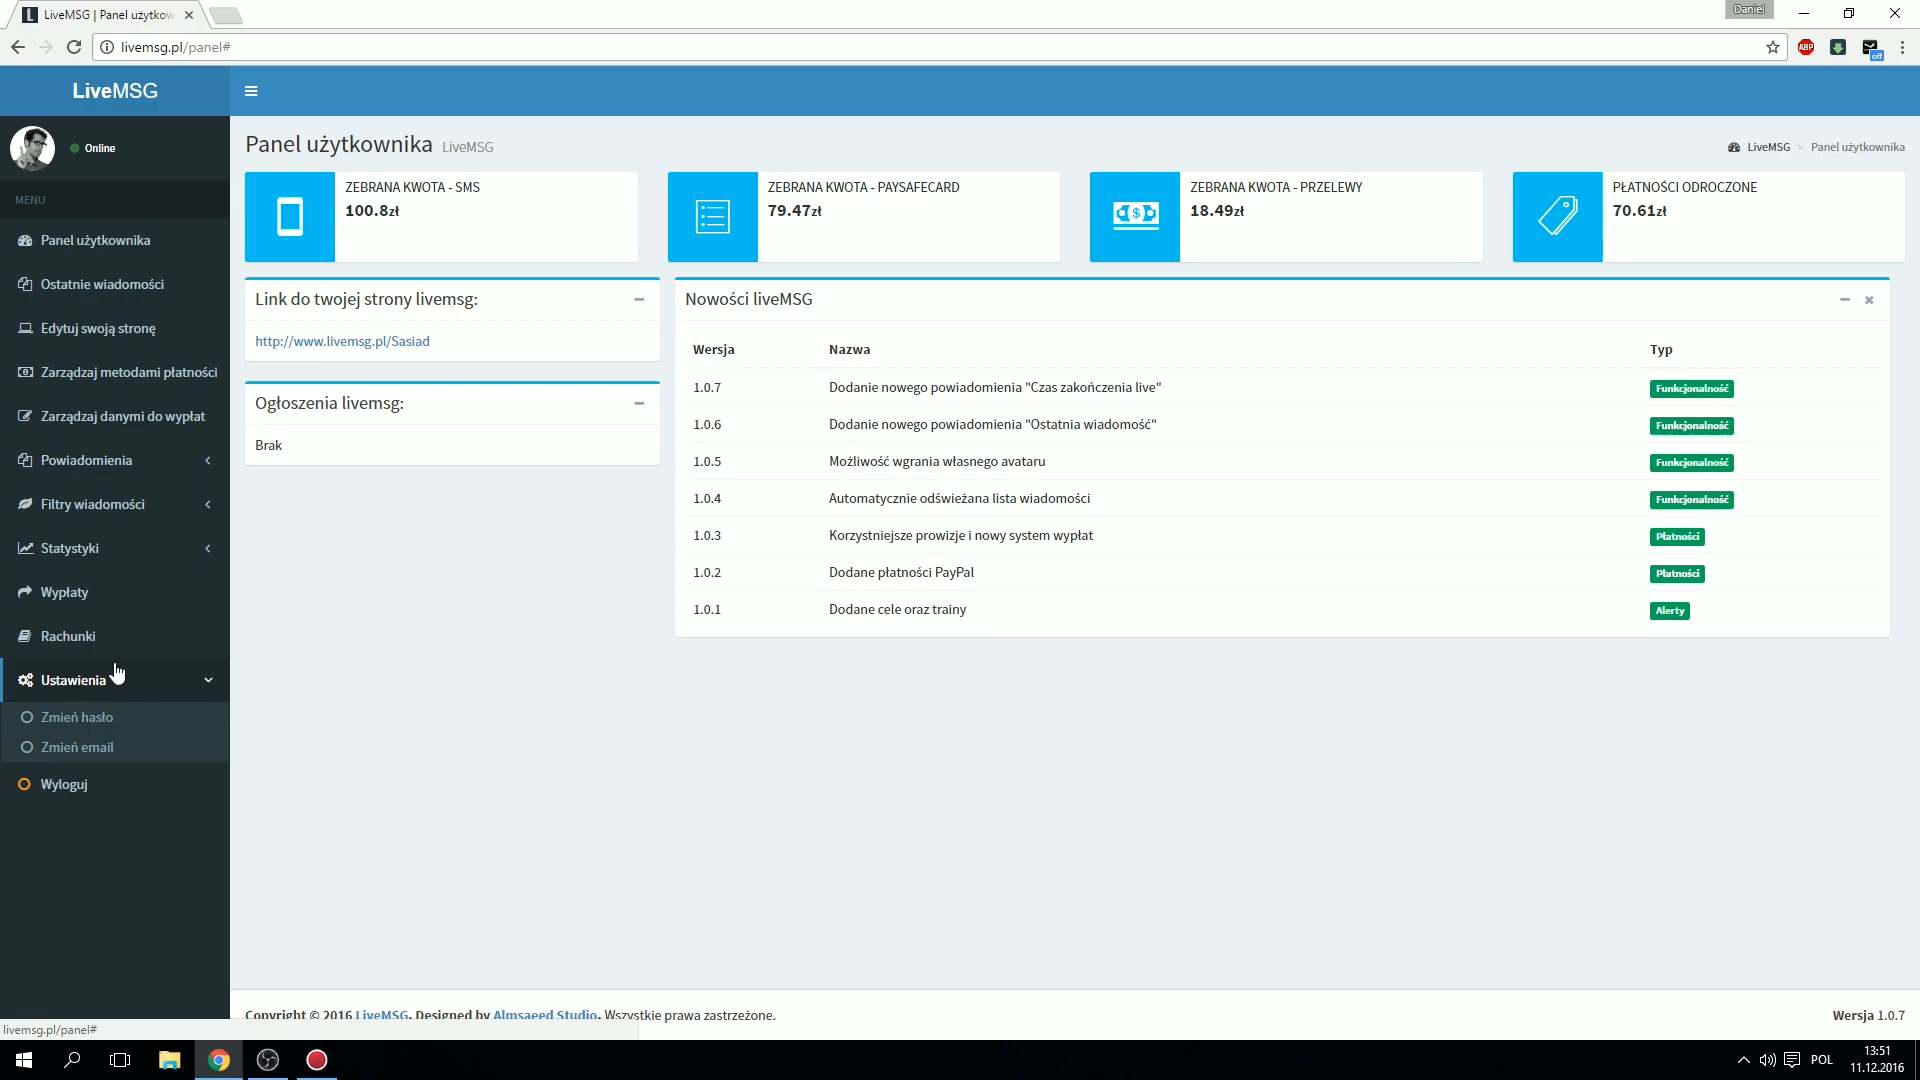 LiveMSG | Panel użytkow
Daniel
livemsg.pl/panel#
ABP
off
LiveMSG
Online
MENU
Panel użytkownika
Ostatnie wiadomości
Edytuj swoją stronę
Zarządzaj metodami płatności
Zarządzaj danymi do wypłat
Powiadomienia
Filtry wiadomości
Statystyki
Wypłaty
Rachunki
Ustawienia
Zmień hasło
Zmień email
Wyloguj
Panel użytkownika LiveMSG
LiveMSG > Panel użytkownika
ZEBRANA KWOTA - SMS
100.8zł
ZEBRANA KWOTA - PAYSAFECARD
79.47zł
ZEBRANA KWOTA - PRZELEWY
18.49zł
PŁATNOŚCI ODROCZONE
70.61zł
Link do twojej strony livemsg:
http://www.livemsg.pl/Sasiad
Ogłoszenia livemsg:
Brak
Nowości liveMSG
Wersja Nazwa Typ
1.0.7 Dodanie nowego powiadomienia "Czas zakończenia live" Funkcjonalność
1.0.6 Dodanie nowego powiadomienia "Ostatnia wiadomość" Funkcjonalność
1.0.5 Możliwość wgrania własnego avataru Funkcjonalność
1.0.4 Automatycznie odświeżana lista wiadomości Funkcjonalność
1.0.3 Korzystniejsze prowizje i nowy system wypłat Płatności
1.0.2 Dodane płatności PayPal Płatności
1.0.1 Dodane cele oraz trainy Alerty
Copyright © 2016 LiveMSG. Designed by Almsaeed Studio. Wszystkie prawa zastrzeżone.
Wersja 1.0.7
livemsg.pl/panel#
POL
13:51
11.12.2016